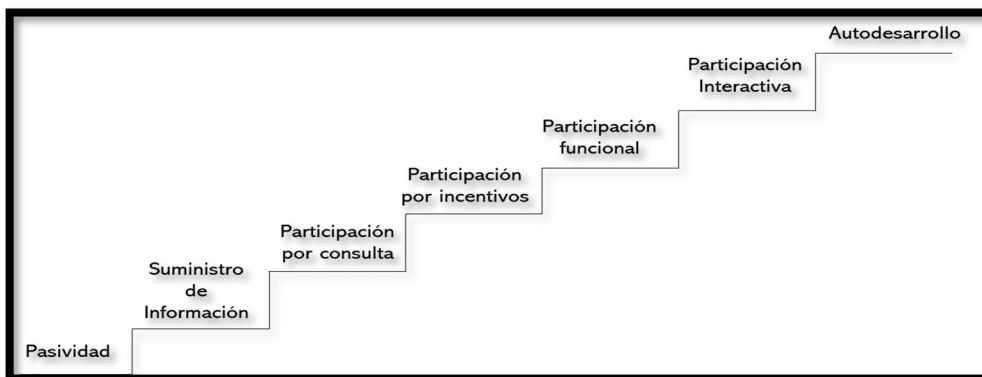 Autodesarrollo
Participación
Interactiva
Participación
funcional
Participación
por incentivos
Participación
por consulta
Suministro
de
Información
Pasividad